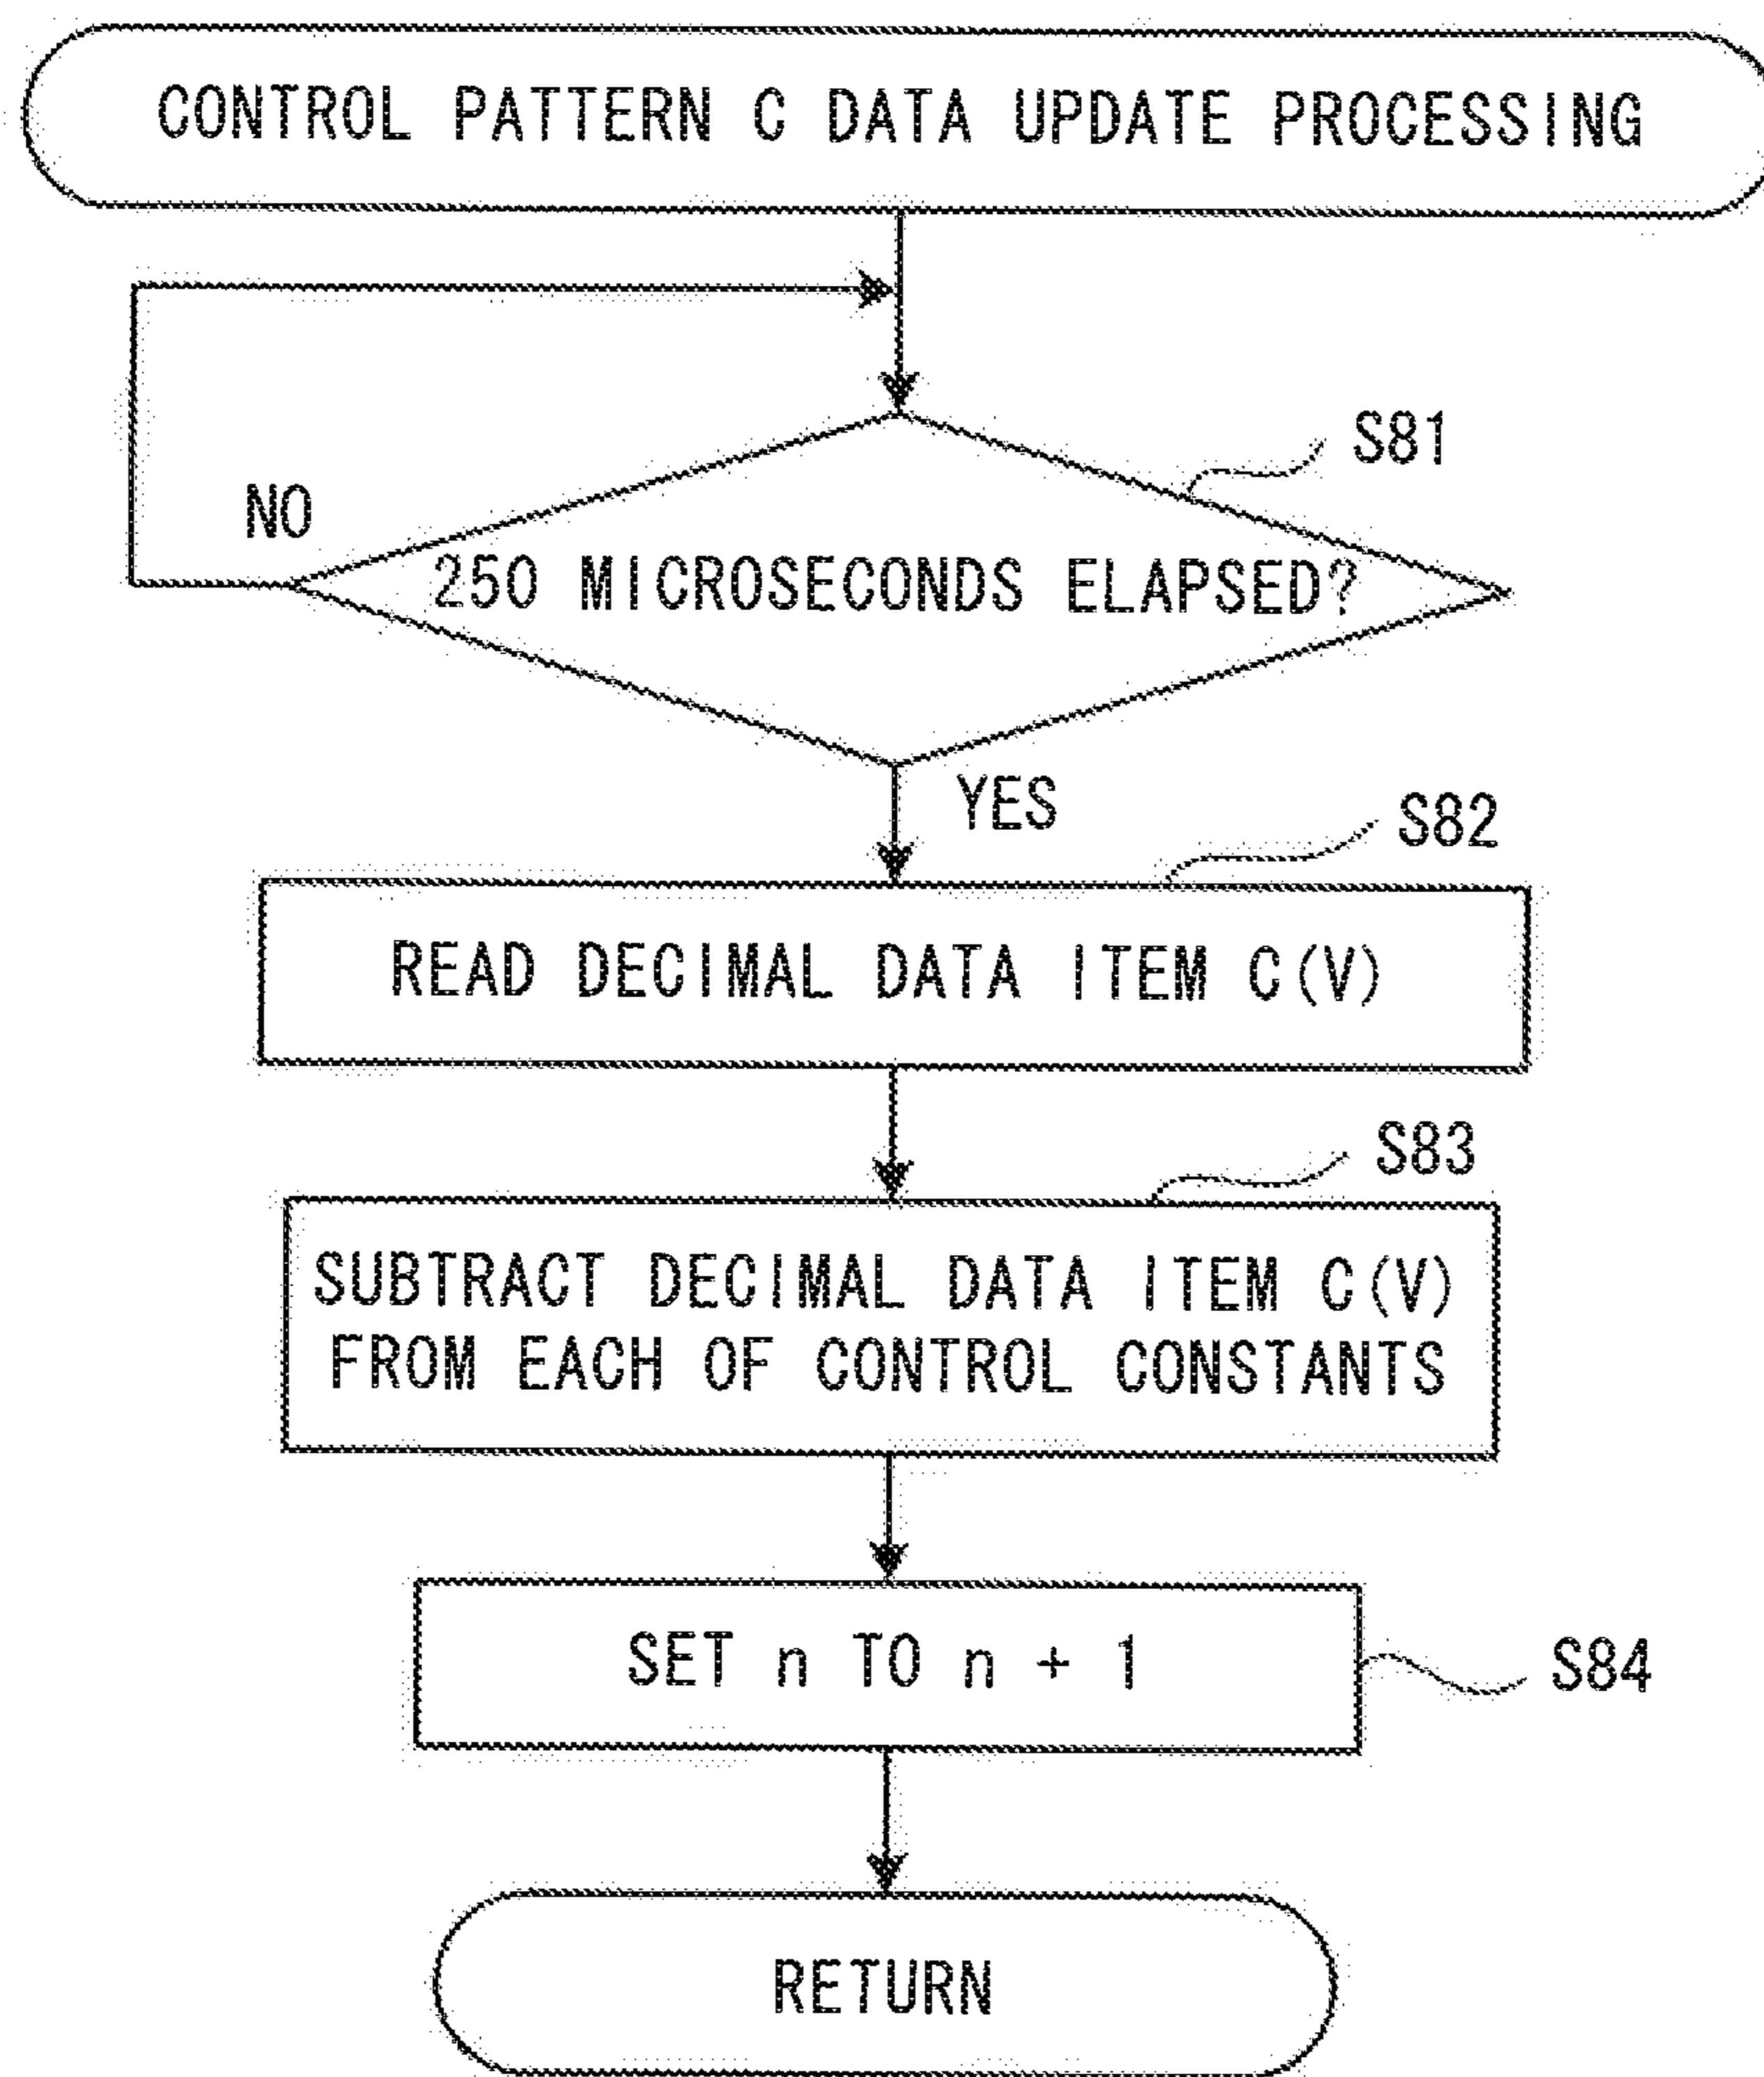 CONTROL PATTERN C DATA UPDATE PROCESSING
S81
NO
250 MICROSECONDS ELAPSED?
YES
S82
READ DECIMAL DATA ITEM C(V)
S83
SUBTRACT DECIMAL DATA ITEM C(V)
FROM EACH OF CONTROL CONSTANTS
SET n TO n + 1
S84
RETURN